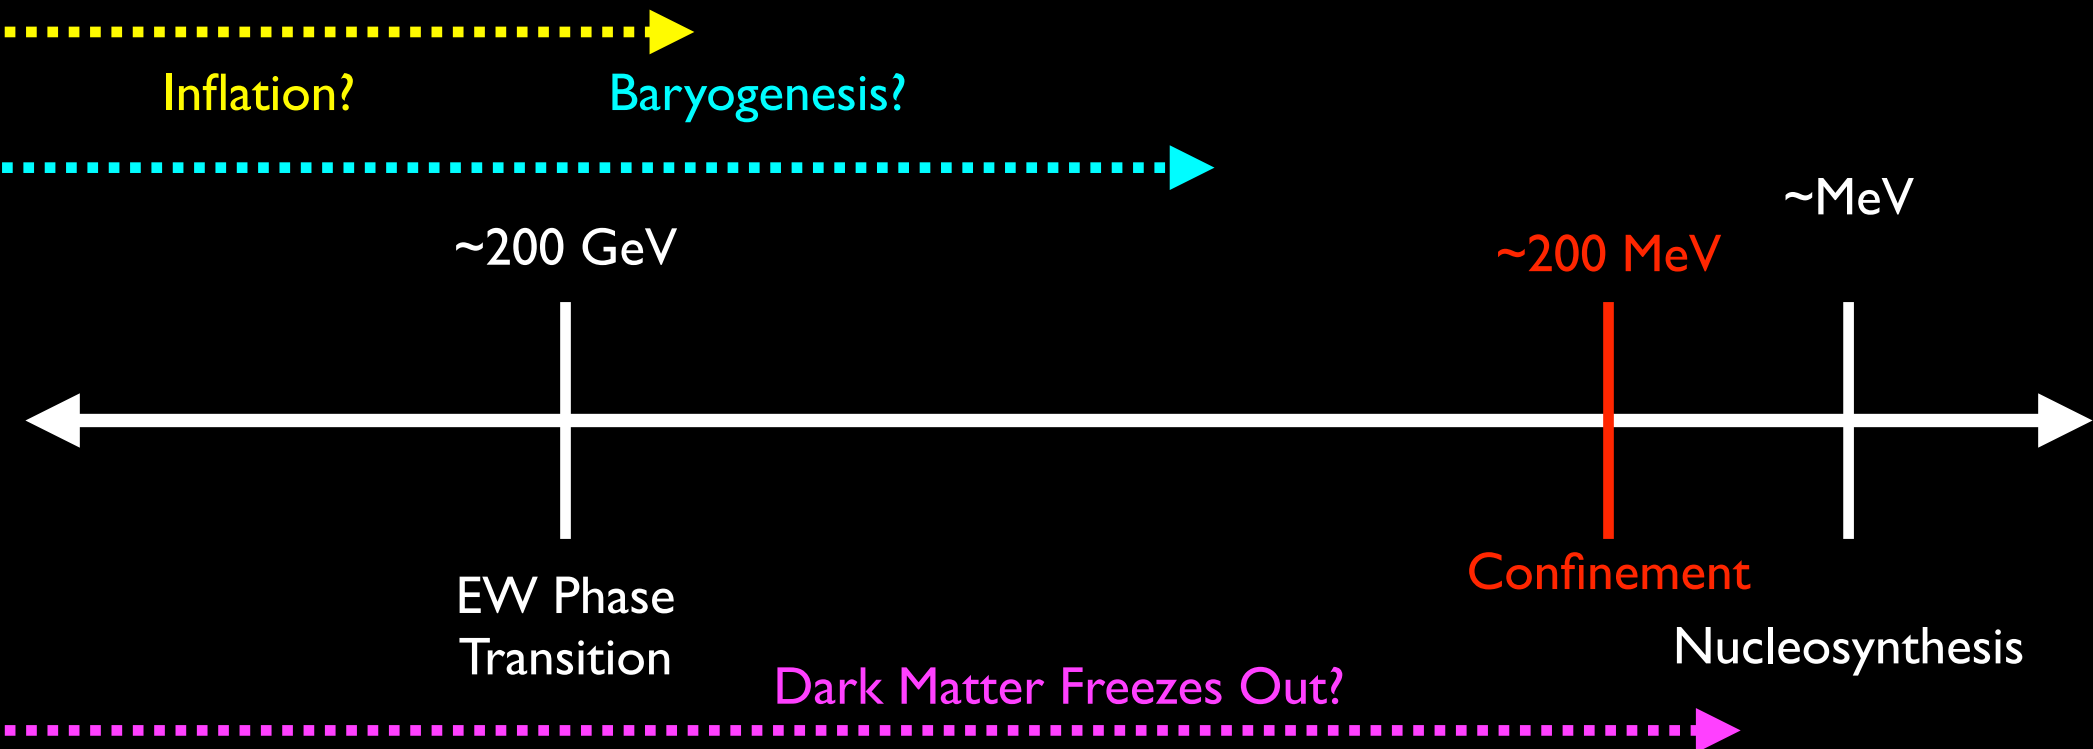 Inflation?
Baryogenesis?
~MeV
~200 GeV
~200 MeV
Confinement
EW Phase
Transition
Nucleosynthesis
Dark Matter Freezes Out?